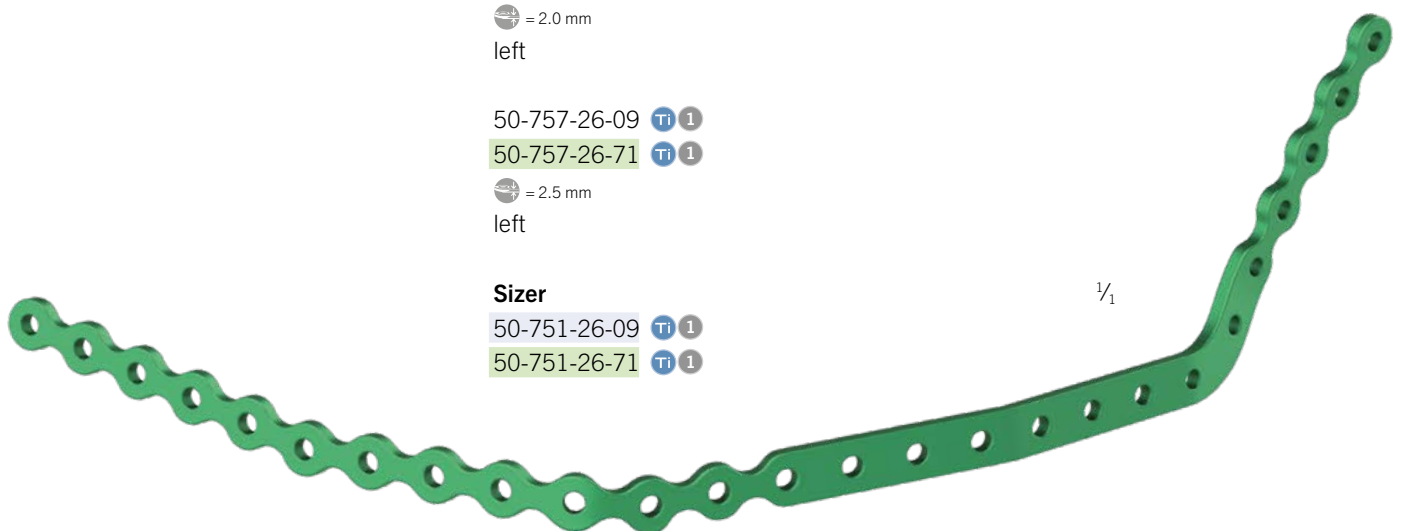 = 2.0 mm
left
50-757-26-09 Ti 1
50-757-26-71 Ti 1
= 2.5 mm
left
Sizer
1/1
50-751-26-09 Ti 1
50-751-26-71 Ti 1